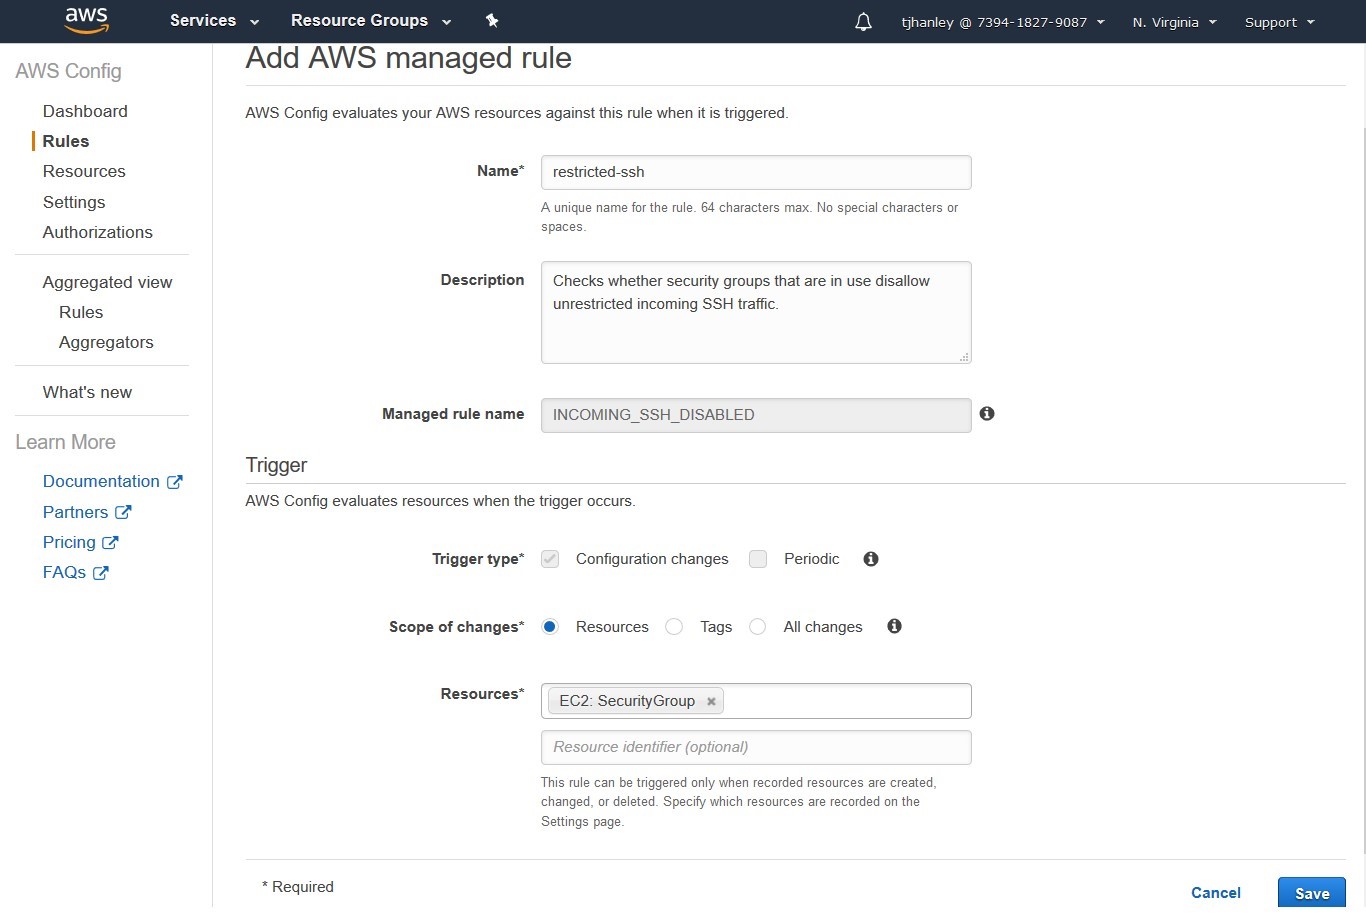 aws
Services
Resource Groups
tjhanley @ 7394-1827-9087
N. Virginia
Support
AWS Config
Dashboard
Rules
Resources
Settings
Authorizations
Aggregated view
Rules
Aggregators
What's new
Learn More
Documentation
Partners
Pricing
FAQs
Add AWS managed rule
AWS Config evaluates your AWS resources against this rule when it is triggered.
Name* restricted-ssh
A unique name for the rule. 64 characters max. No special characters or
spaces.
Description Checks whether security groups that are in use disallow
unrestricted incoming SSH traffic.
Managed rule name INCOMING_SSH_DISABLED
Trigger
AWS Config evaluates resources when the trigger occurs.
Trigger type* Configuration changes Periodic
Scope of changes* Resources Tags All changes
Resources* EC2: SecurityGroup ×
Resource identifier (optional)
This rule can be triggered only when recorded resources are created,
changed, or deleted. Specify which resources are recorded on the
Settings page.
* Required
Cancel Save